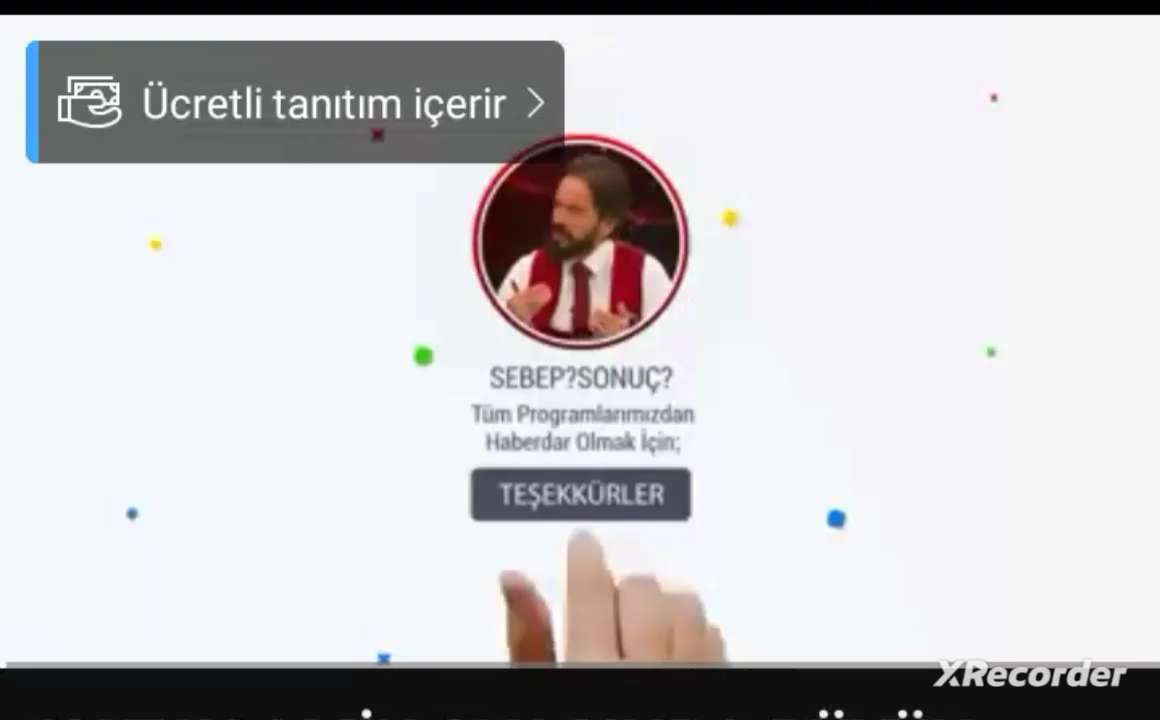 Ücretli tanıtım içerir
SEBEP?SONUÇ?
Tüm Programlarımızdan
Haberdar Olmak İçin;
TEŞEKKÜRLER
XRecorder